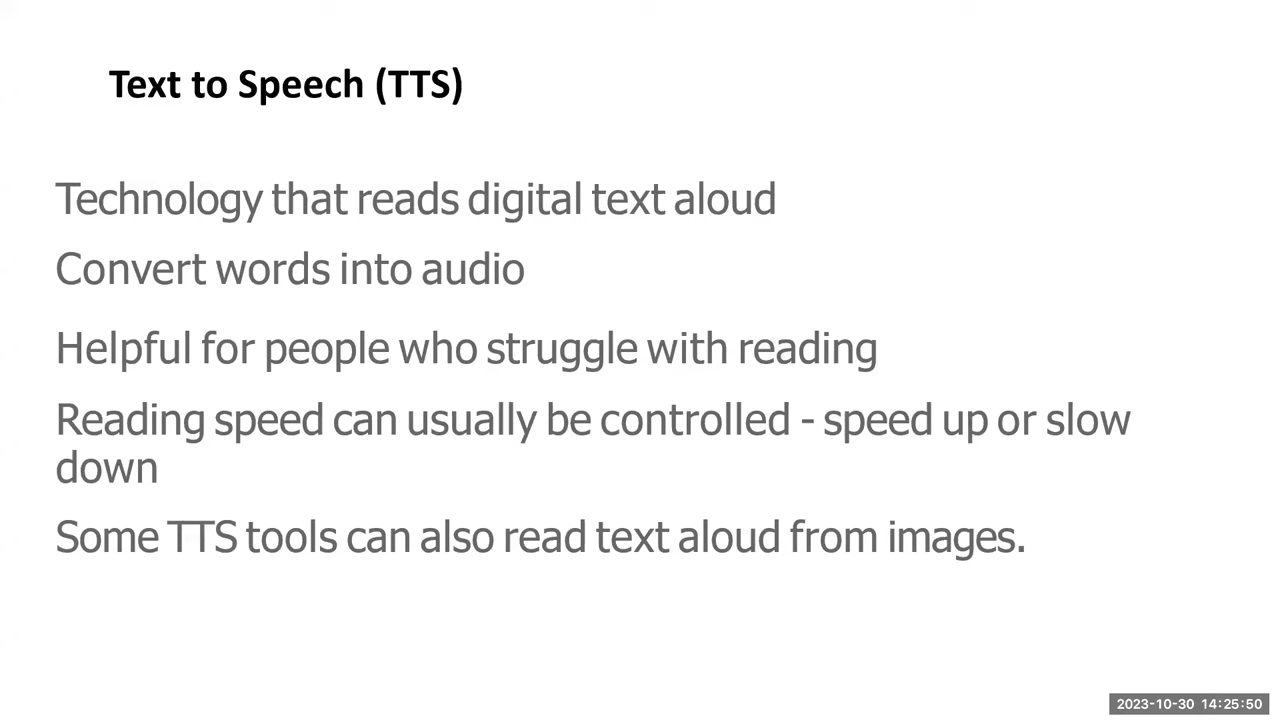 Text to Speech (TTS)
Technology that reads digital text aloud
Convert words into audio
Helpful for people who struggle with reading
Reading speed can usually be controlled - speed up or slow
down
Some TTS tools can also read text aloud from images.
2023-10-30 14:25:50